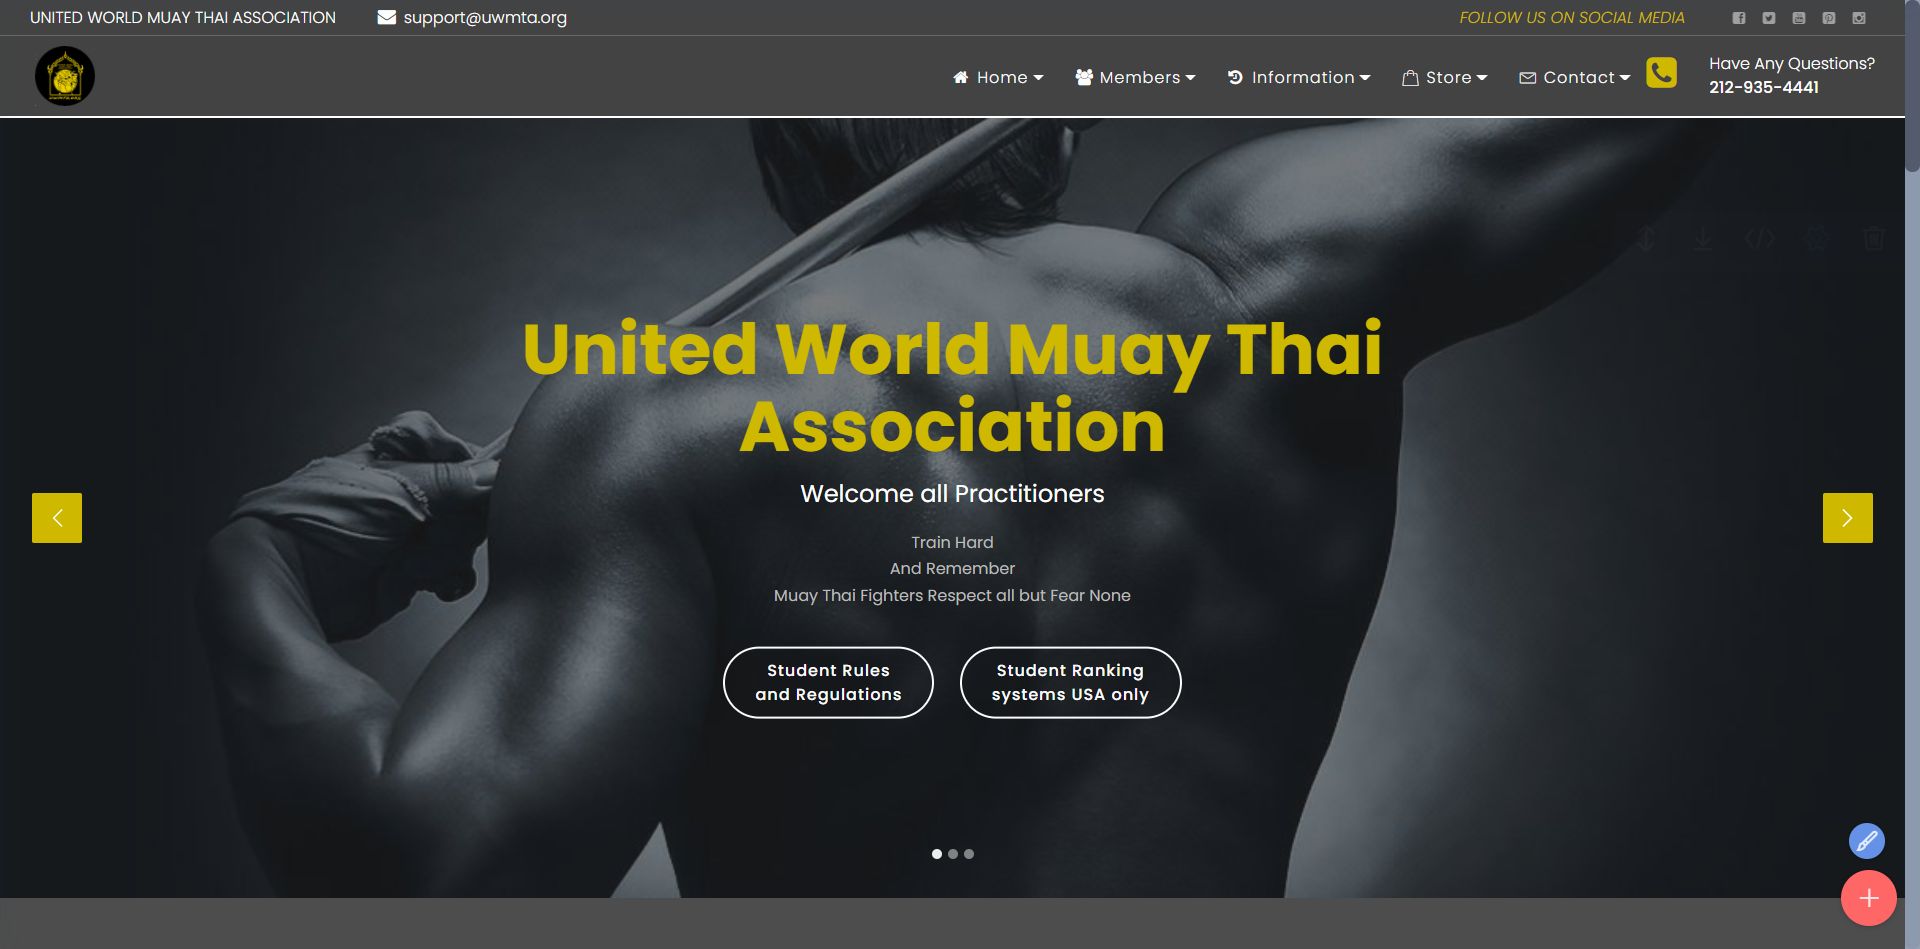 UNITED WORLD MUAY THAI ASSOCIATION
support@uwmta.org
FOLLOW US ON SOCIAL MEDIA
Home
Members
Information
Store
Contact
Have Any Questions?
212-935-4441
United World Muay Thai
Association
Welcome all Practitioners
Train Hard
And Remember
Muay Thai Fighters Respect all but Fear None
Student Rules
and Regulations
Student Ranking
systems USA only